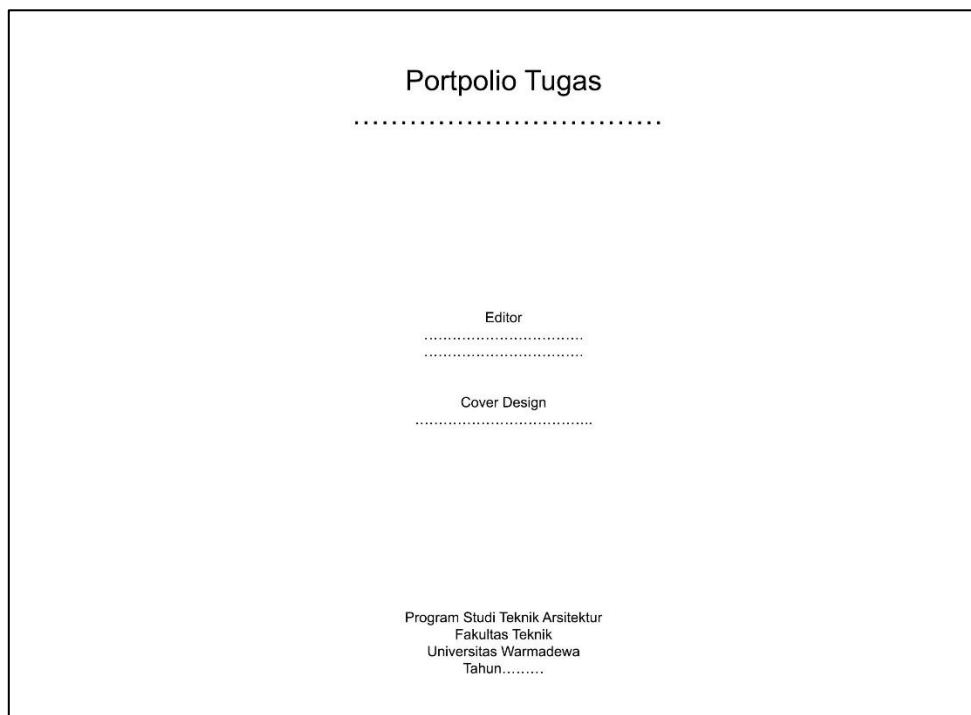 Portpolio Tugas
.................................
Editor
..................................
..................................
Cover Design
......................................
Program Studi Teknik Arsitektur
Fakultas Teknik
Universitas Warmadewa
Tahun.........